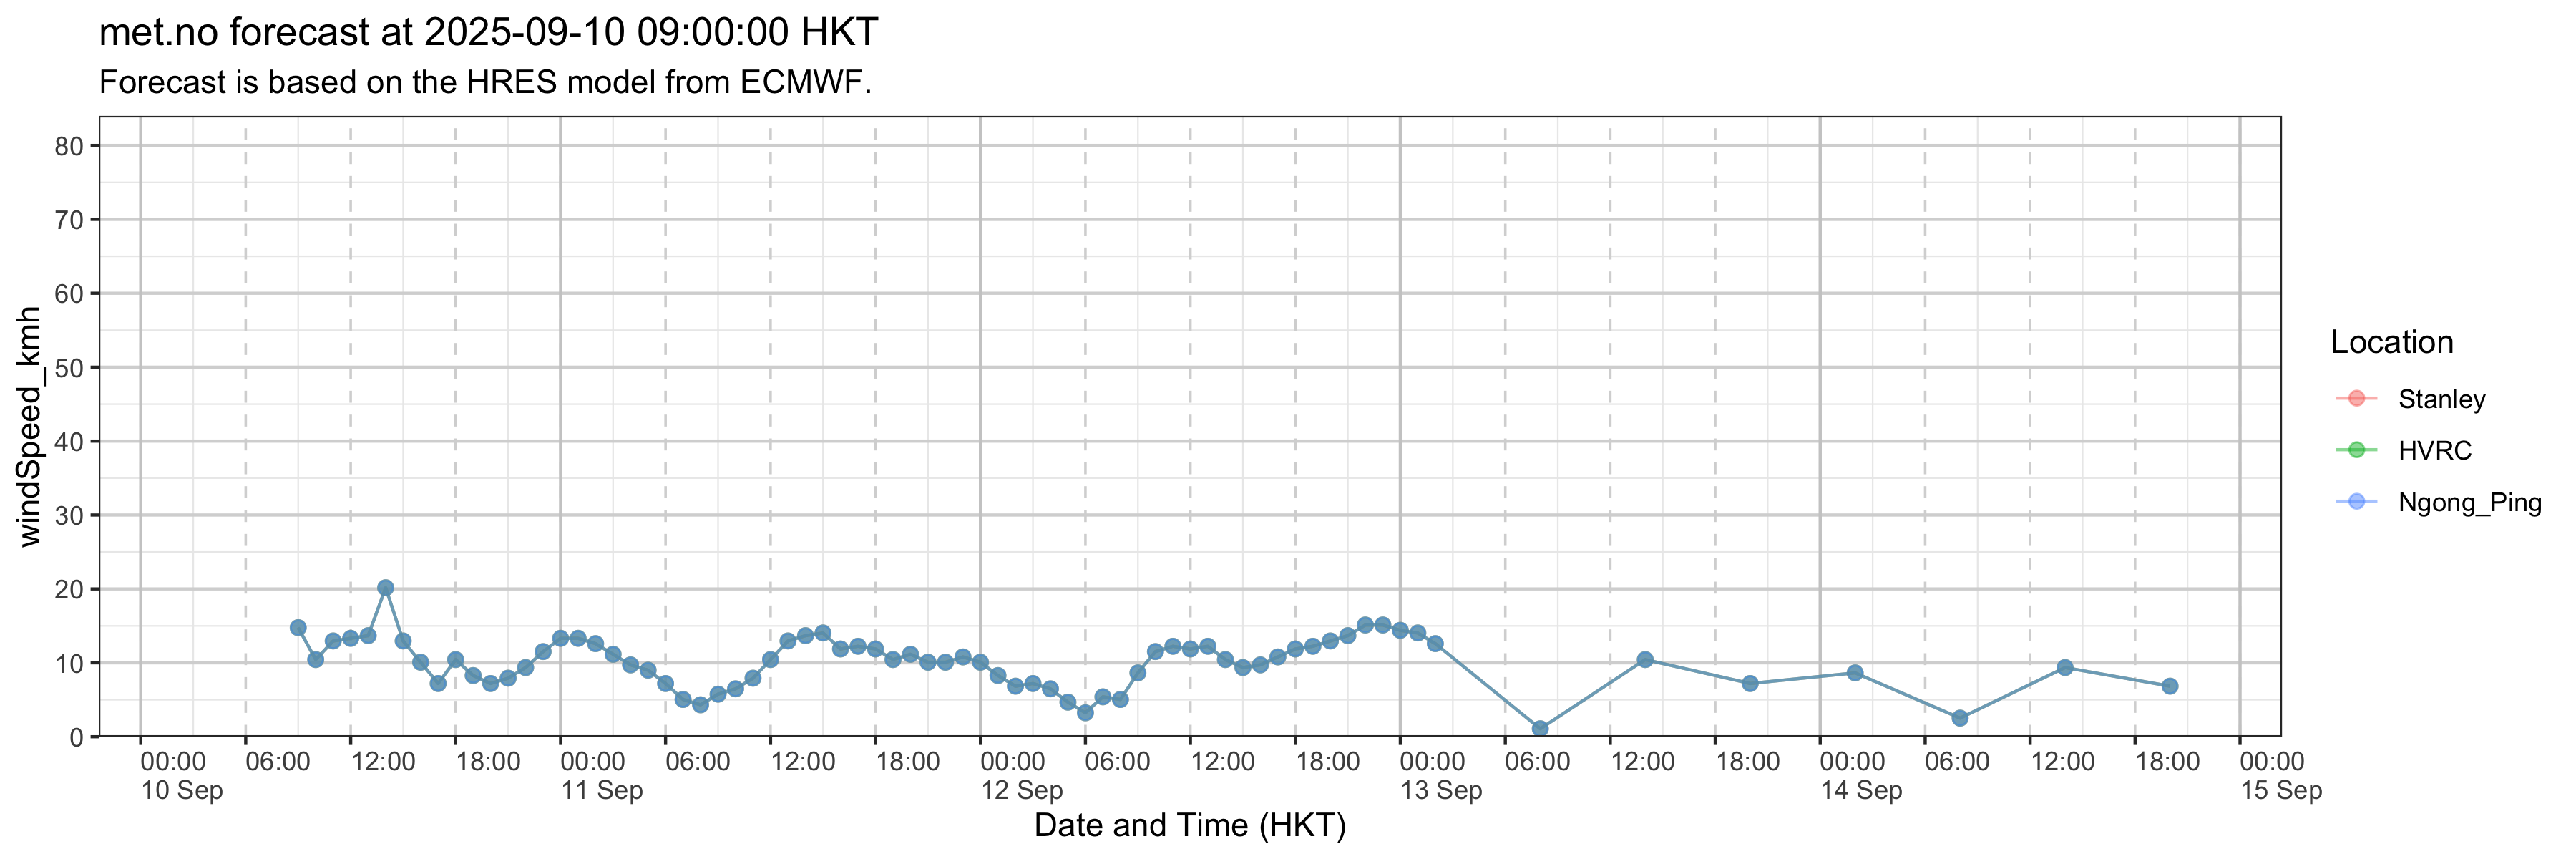 met.no forecast at 2025-09-10 09:00:00 HKT
Forecast is based on the HRES model from ECMWF.
windSpeed_kmh
80
70
60
50
40
30
20
10
0
00:00 06:00 12:00 18:00 00:00 06:00 12:00 18:00 00:00 06:00 12:00 18:00 00:00 06:00 12:00 18:00 00:00 06:00 12:00 18:00 00:00
10 Sep 11 Sep 12 Sep 13 Sep 14 Sep 15 Sep
Date and Time (HKT)
Location
Stanley
HVRC
Ngong_Ping